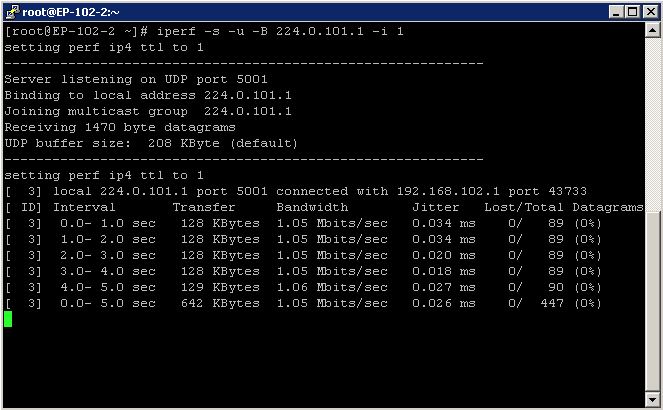 root@EP-102-2:~
[root@EP-102-2 ~]# iperf -s -u -B 224.0.101.1 -i 1
setting perf ip4 ttl to 1
------------------------------------------------------------
Server listening on UDP port 5001
Binding to local address 224.0.101.1
Joining multicast group  224.0.101.1
Receiving 1470 byte datagrams
UDP buffer size:  208 KByte (default)
------------------------------------------------------------
setting perf ip4 ttl to 1
[  3] local 224.0.101.1 port 5001 connected with 192.168.102.1 port 43733
[ ID] Interval       Transfer     Bandwidth        Jitter   Lost/Total Datagrams
[  3]  0.0- 1.0 sec   128 KBytes  1.05 Mbits/sec   0.034 ms    0/   89 (0%)
[  3]  1.0- 2.0 sec   128 KBytes  1.05 Mbits/sec   0.034 ms    0/   89 (0%)
[  3]  2.0- 3.0 sec   128 KBytes  1.05 Mbits/sec   0.020 ms    0/   89 (0%)
[  3]  3.0- 4.0 sec   128 KBytes  1.05 Mbits/sec   0.018 ms    0/   89 (0%)
[  3]  4.0- 5.0 sec   129 KBytes  1.06 Mbits/sec   0.027 ms    0/   90 (0%)
[  3]  0.0- 5.0 sec   642 KBytes  1.05 Mbits/sec   0.026 ms    0/  447 (0%)